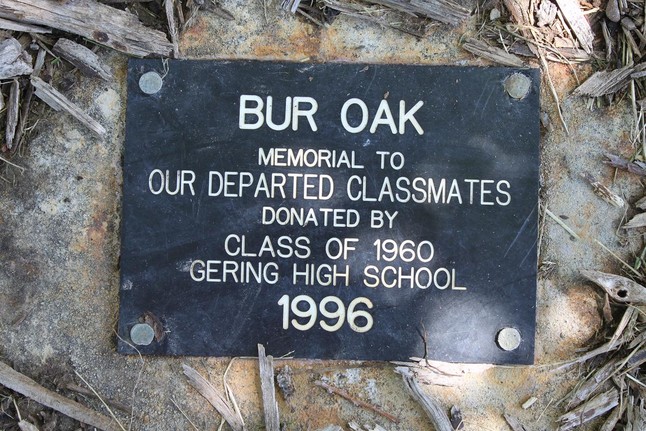 BUR OAK
MEMORIAL TO
OUR DEPARTED CLASSMATES
DONATED BY
CLASS OF 1960
GERING HIGH SCHOOL
1996